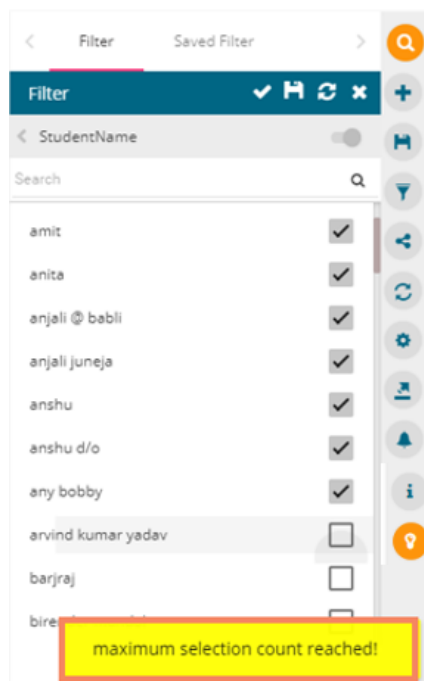 Filter Saved Filter
Filter
StudentName
Search
amit
anita
anjali @ babli
anjali juneja
anshu
anshu d/o
any bobby
arvind kumar yadav
barjraj
maximum selection count reached!